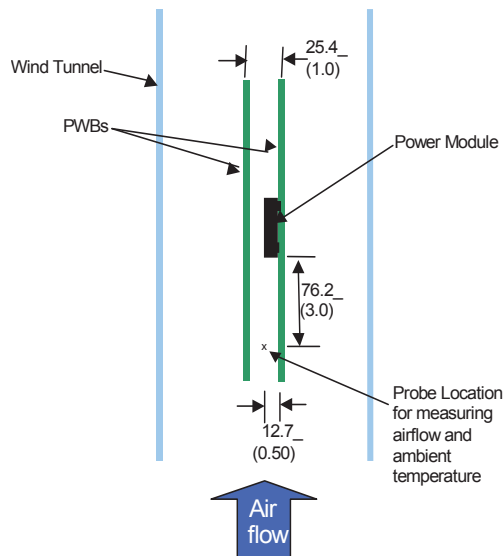 25.4_
(1.0)
Wind Tunnel
PWBs
Power Module
76.2_
(3.0)
x
Probe Location
for measuring
airflow and
ambient
temperature
12.7_
(0.50)
Air
flow